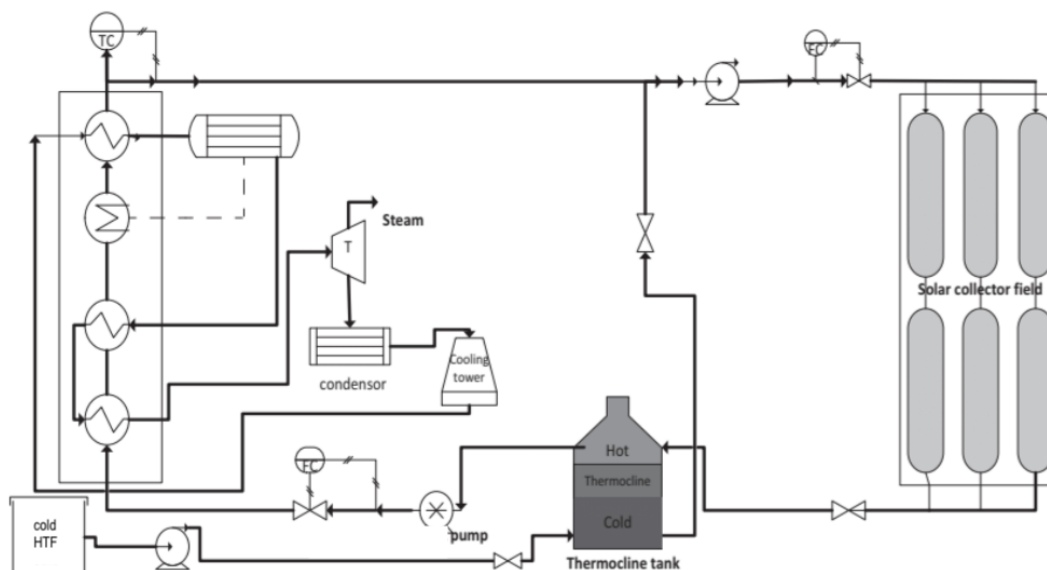 TC
FC
Steam
T
Solar collector field
condensor
Cooling
tower
Hot
FC
Thermocline
cold
HTF
Cold
pump
Thermocline tank